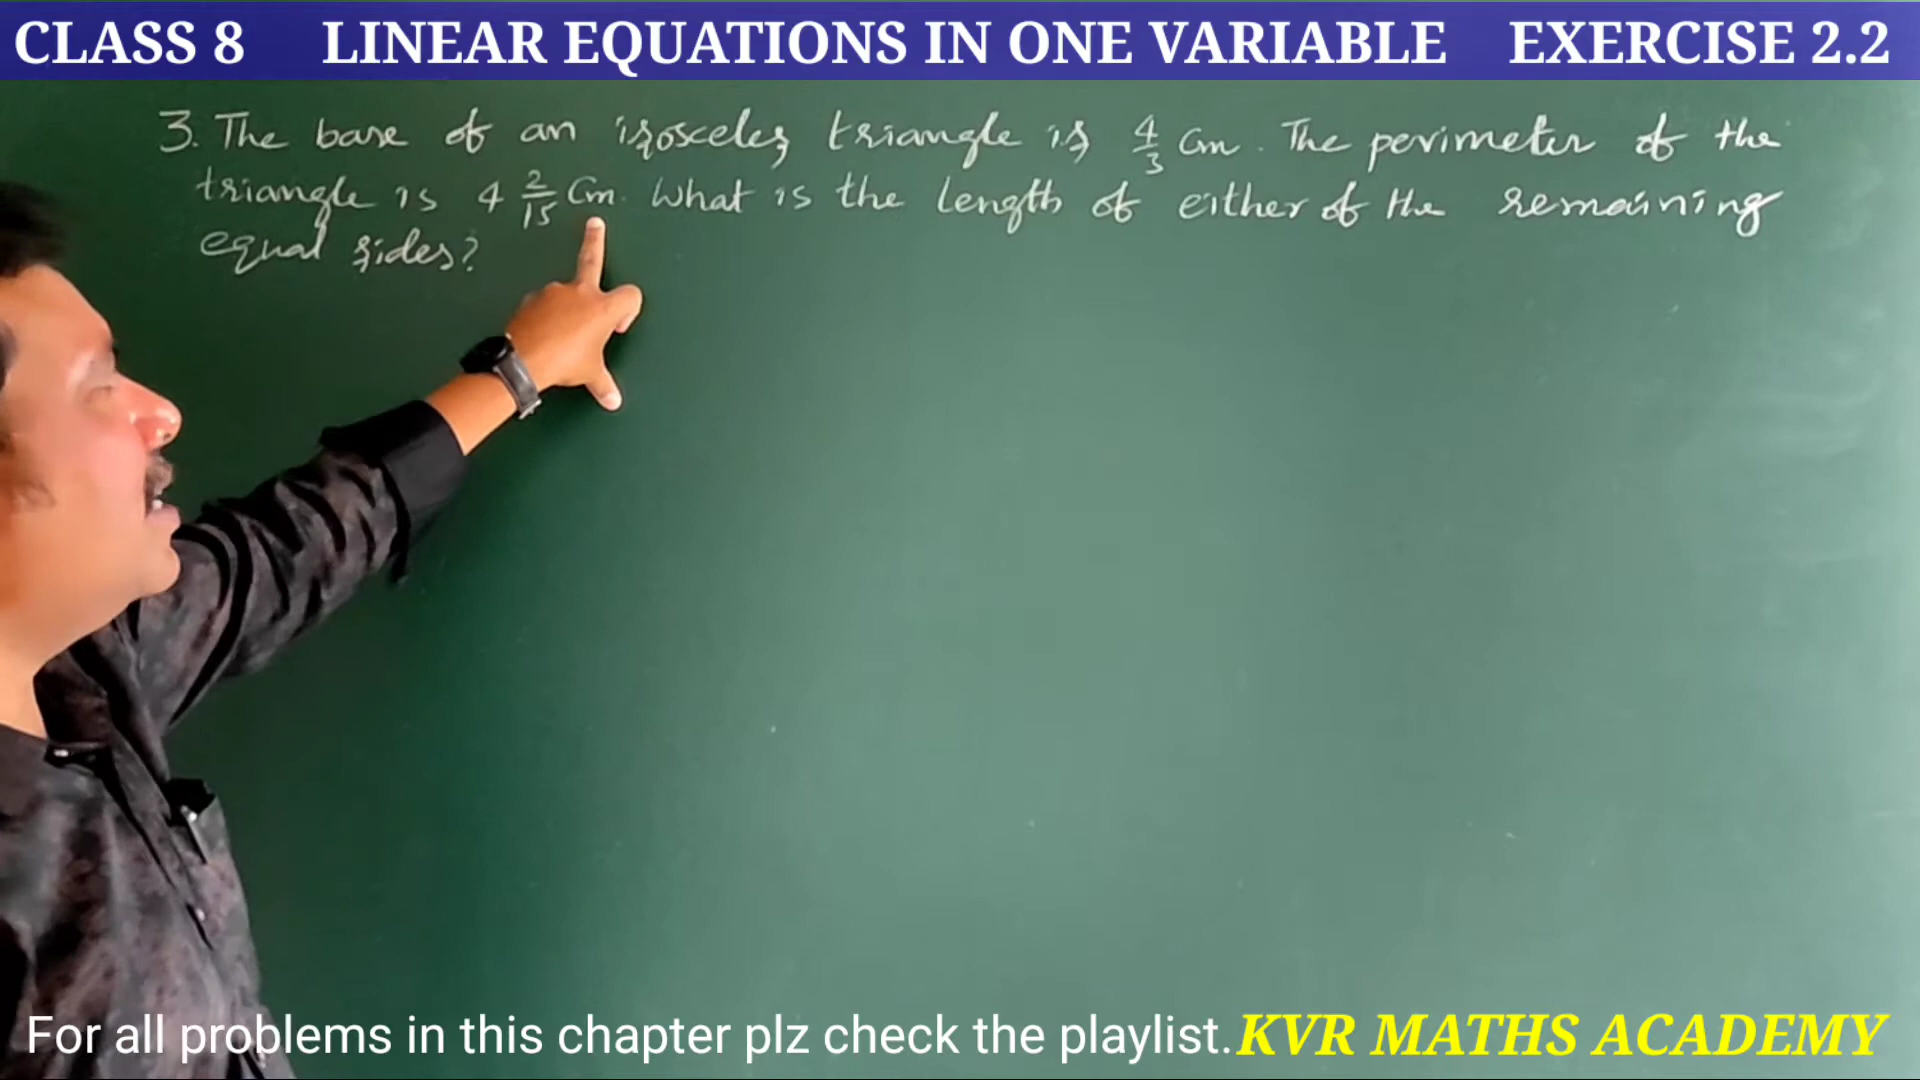 CLASS 8 LINEAR EQUATIONS IN ONE VARIABLE EXERCISE 2.2
3. The base of an isosceles triangle is 4/3 cm. The perimeter of the
triangle is 4 2/15 cm. What is the length of either of the remaining
equal sides?
For all problems in this chapter plz check the playlist. KVR MATHS ACADEMY